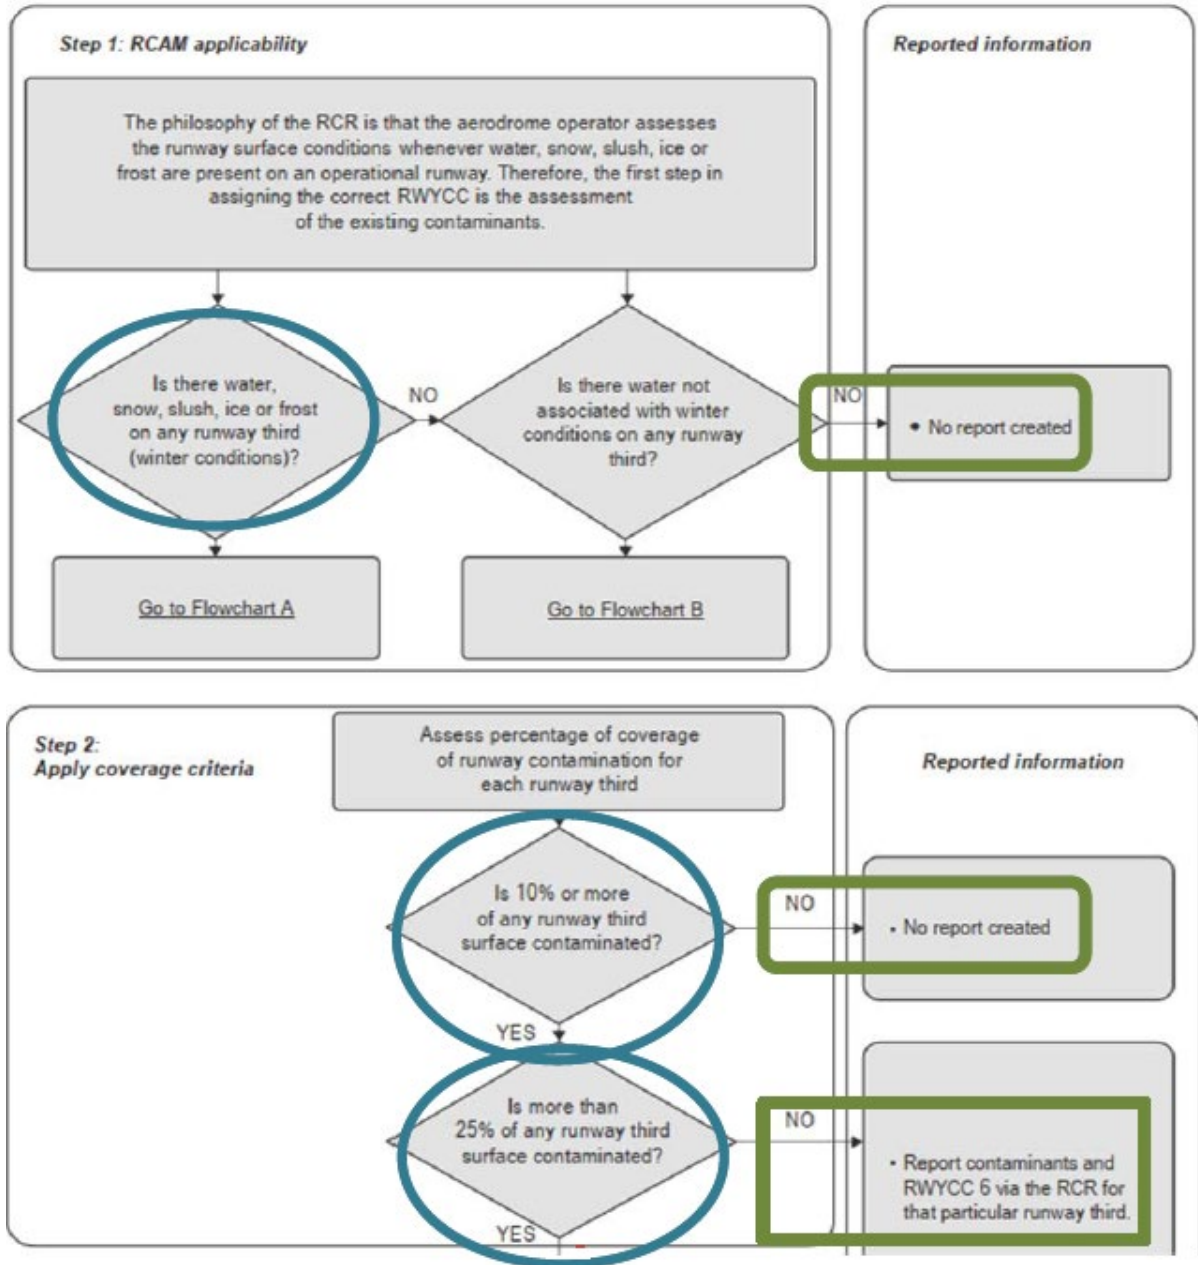 Step 1: RCAM applicability
Reported information
The philosophy of the RCR is that the aerodrome operator assesses
the runway surface conditions whenever water, snow, slush, ice or
frost are present on an operational runway. Therefore, the first step in
assigning the correct RWYCC is the assessment
of the existing contaminants.
Is there water,
snow, slush, ice or frost
on any runway third
(winter conditions)?
NO
Is there water not
associated with winter
conditions on any runway
third?
NO
• No report created
Go to Flowchart A
Go to Flowchart B
Step 2:
Apply coverage criteria
Assess percentage of coverage
of runway contamination for
each runway third
Reported information
Is 10% or more
of any runway third
surface contaminated?
NO
• No report created
YES
Is more than
25% of any runway third
surface contaminated?
NO
• Report contaminants and
RWYCC 6 via the RCR for
that particular runway third.
YES